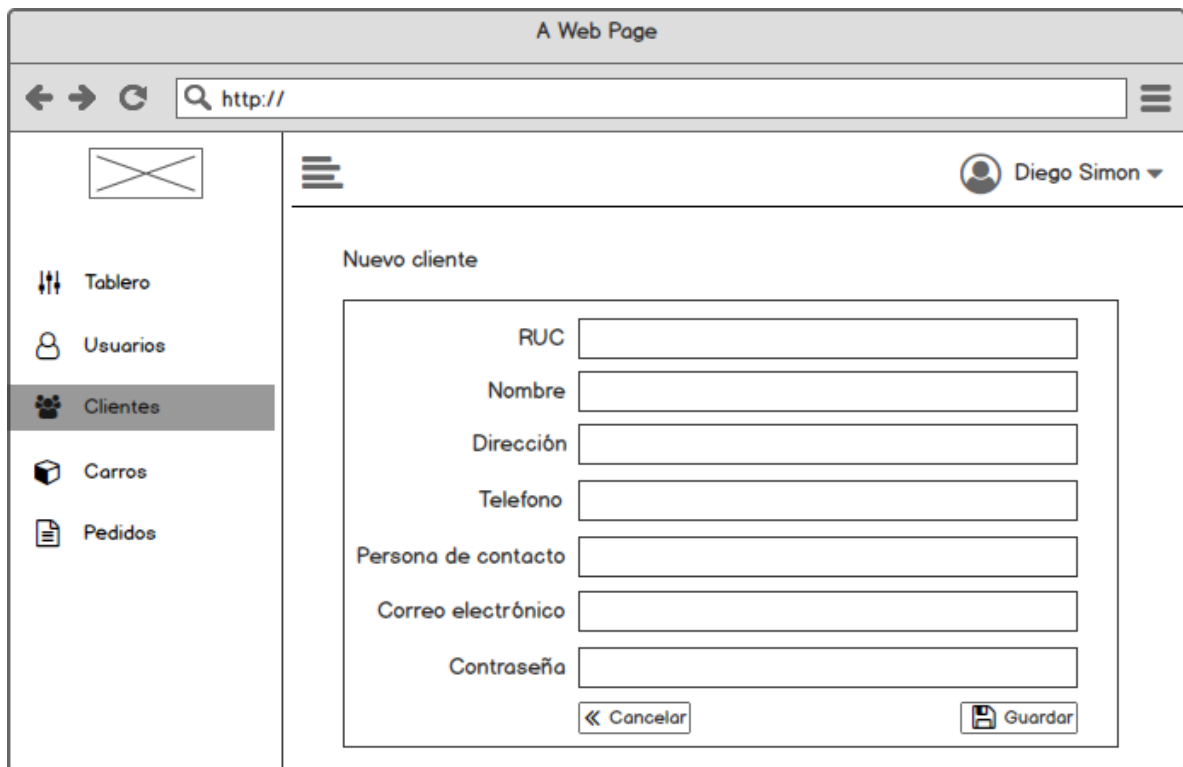 A Web Page
http://
Diego Simon
Nuevo cliente
Tablero
Usuarios
Clientes
Carros
Pedidos
RUC
Nombre
Dirección
Telefono
Persona de contacto
Correo electrónico
Contraseña
Cancelar
Guardar